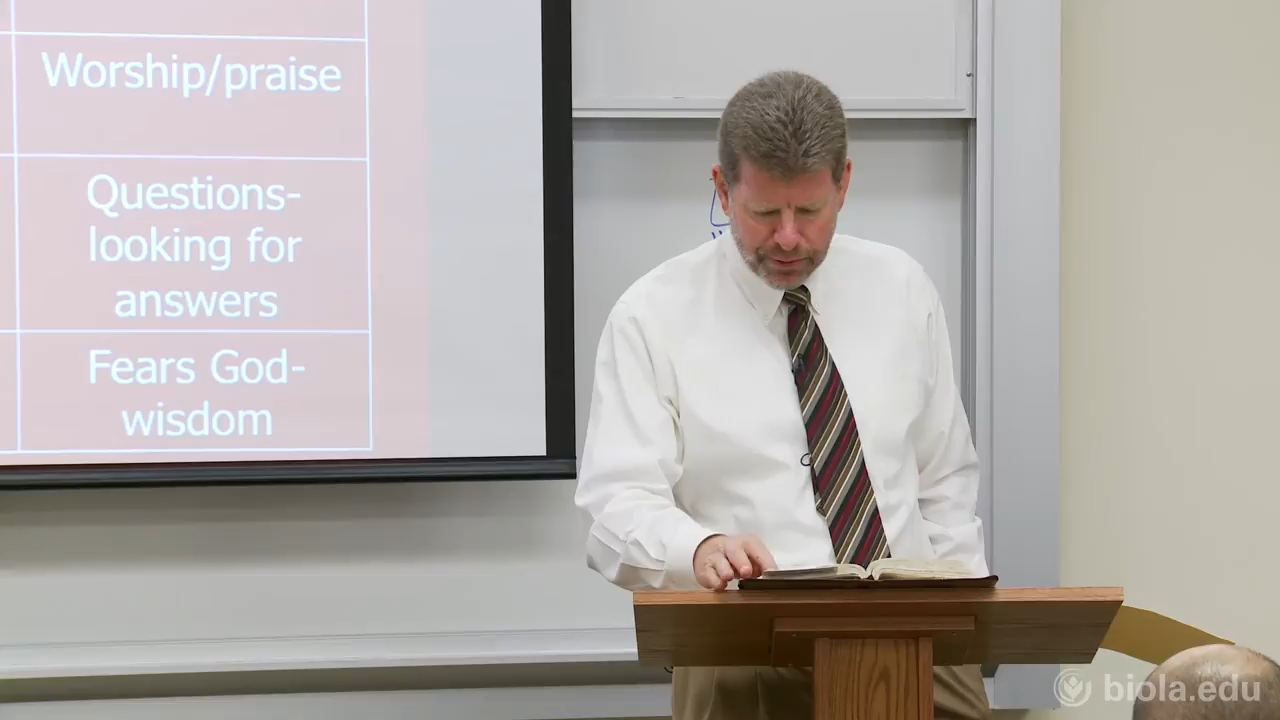 Worship/praise
Questions-
looking for
answers
Fears God-
wisdom
biola.edu